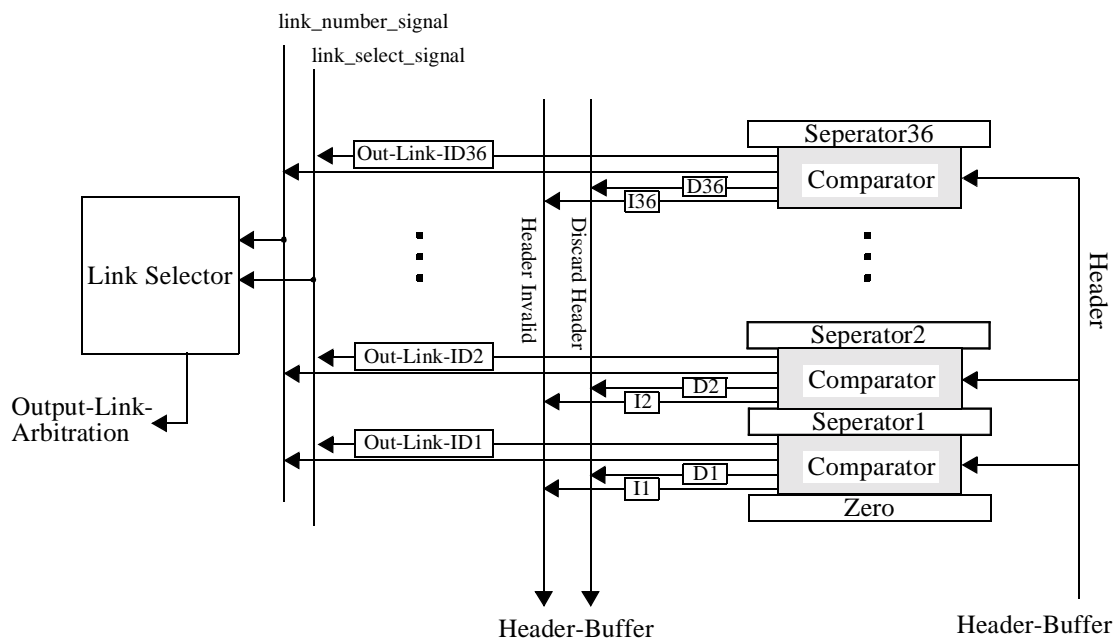 link_number_signal
link_select_signal
Seperator36
Out-Link-ID36
Comparator
D36
I36
Link Selector
Header Invalid
Discard Header
Header
Seperator2
Out-Link-ID2
Comparator
D2
I2
Output-Link-
Arbitration
Seperator1
Out-Link-ID1
Comparator
D1
I1
Zero
Header-Buffer
Header-Buffer